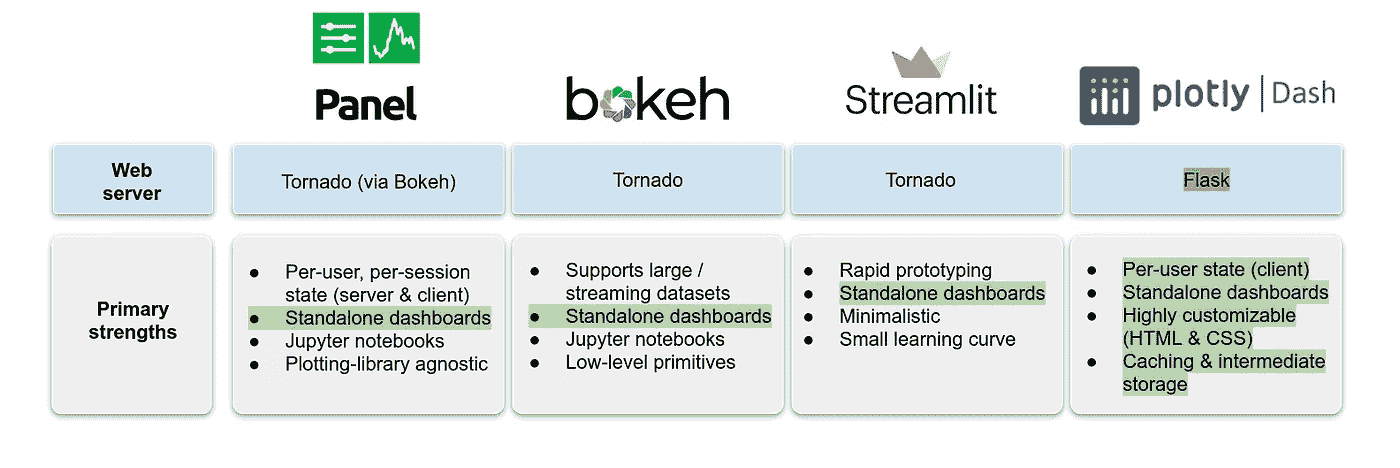 Panel
bokeh
Streamlit
plotly | Dash
Web
server
Tornado (via Bokeh)
Tornado
Tornado
Flask
Primary
strengths
● Per-user, per-session
state (server & client)
● Standalone dashboards
● Jupyter notebooks
● Plotting-library agnostic
● Supports large /
streaming datasets
● Standalone dashboards
● Jupyter notebooks
● Low-level primitives
● Rapid prototyping
● Standalone dashboards
● Minimalistic
● Small learning curve
● Per-user state (client)
● Standalone dashboards
● Highly customizable
(HTML & CSS)
● Caching & intermediate
storage